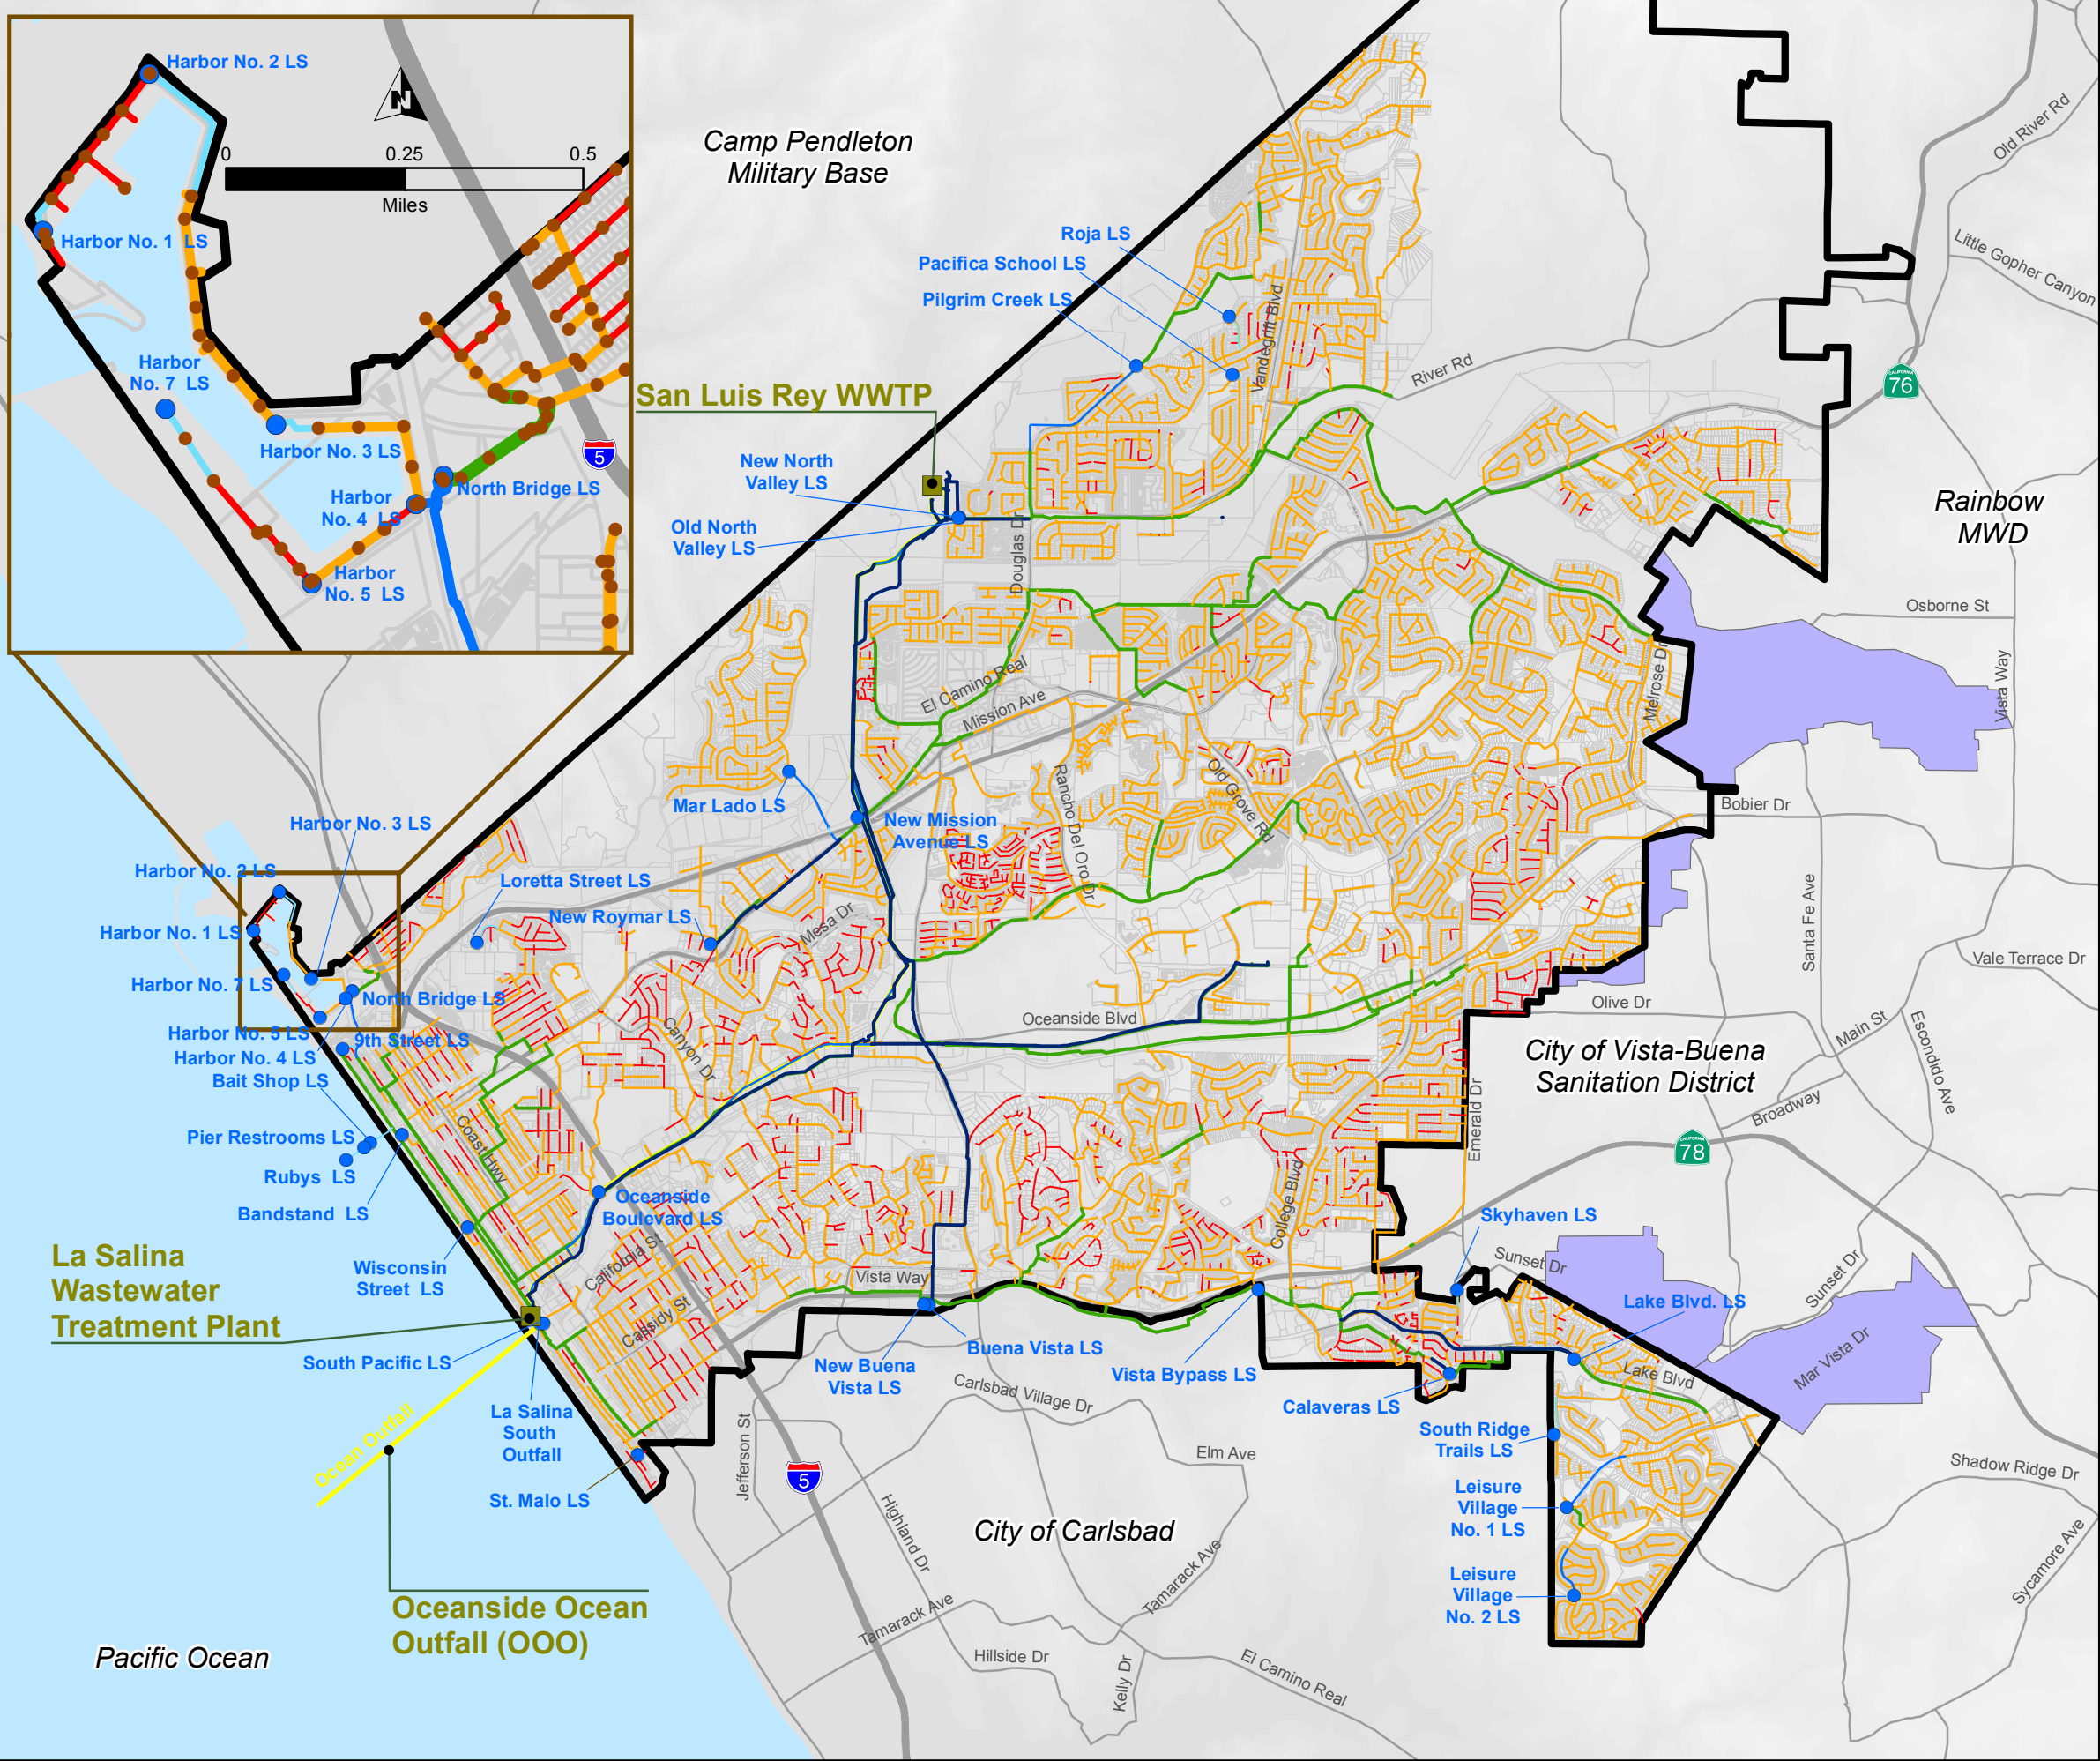 Harbor No. 2 LS
N
0
0.25
0.5
Miles
Harbor No. 1 LS
Harbor
No. 7 LS
Harbor No. 3 LS
Harbor
No. 4 LS
North Bridge LS
Harbor
No. 5 LS
5
Camp Pendleton
Military Base
Roja LS
Pacifica School LS
Pilgrim Creek LS
Vandegrift Blvd
River Rd
Old River Rd
Little Gopher Canyon
CALIFORNIA
76
San Luis Rey WWTP
New North
Valley LS
Old North
Valley LS
Douglas Dr
Rainbow
MWD
Osborne St
Vista Way
Melrose Dr
El Camino Real
Mission Ave
Mar Lado LS
New Mission
Avenue LS
Rancho Del Oro Dr
Old Grove Rd
Bobier Dr
Harbor No. 3 LS
Harbor No. 2 LS
Loretta Street LS
New Roymar LS
Mesa Dr
Harbor No. 1 LS
Santa Fe Ave
Vale Terrace Dr
Harbor No. 7 LS
North Bridge LS
Olive Dr
Oceanside Blvd
Harbor No. 5 LS
9th Street LS
Harbor No. 4 LS
Bait Shop LS
Canyon Dr
Main St
Escondido Ave
City of Vista-Buena
Sanitation District
Broadway
Emerald Dr
Coast Hwy
Pier Restrooms LS
Rubys LS
Bandstand LS
CALIFORNIA
78
College Blvd
Oceanside
Boulevard LS
Skyhaven LS
California St
Sunset Dr
Sunset Dr
La Salina
Wastewater
Treatment Plant
Wisconsin
Street LS
Vista Way
Cassidy St
Lake Blvd. LS
Buena Vista LS
South Pacific LS
New Buena
Vista LS
Vista Bypass LS
Mar Vista Dr
Lake Blvd
Carlsbad Village Dr
Calaveras LS
La Salina
South
Outfall
Ocean Outfall
Jefferson St
Elm Ave
South Ridge
Trails LS
Shadow Ridge Dr
5
St. Malo LS
Leisure
Village
No. 1 LS
Highland Dr
City of Carlsbad
Tamarack Ave
Sycamore Ave
Leisure
Village
No. 2 LS
Oceanside Ocean
Outfall (OOO)
Tamarack Ave
Pacific Ocean
Hillside Dr
Kelly Dr
El Camino Real